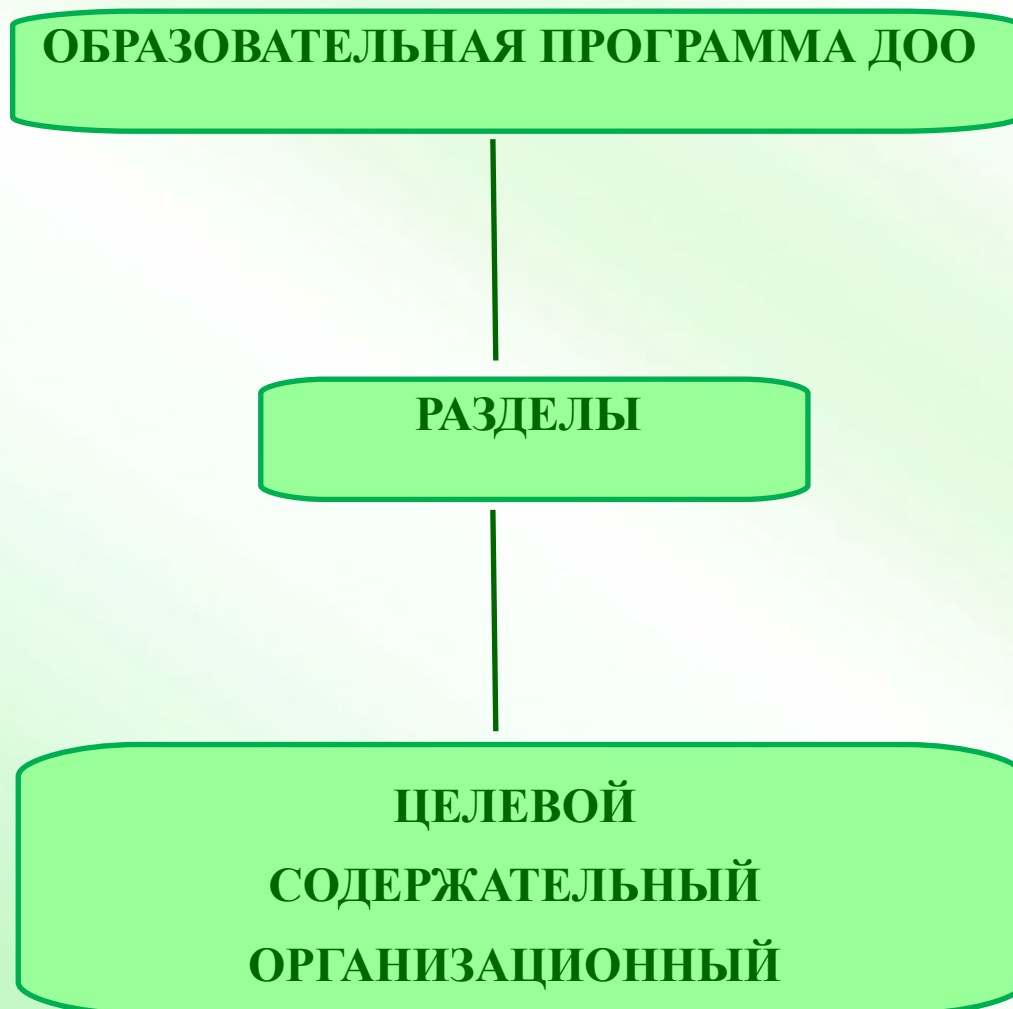 ОБРАЗОВАТЕЛЬНАЯ ПРОГРАММА ДОО
РАЗДЕЛЫ
ЦЕЛЕВОЙ
СОДЕРЖАТЕЛЬНЫЙ
ОРГАНИЗАЦИОННЫЙ